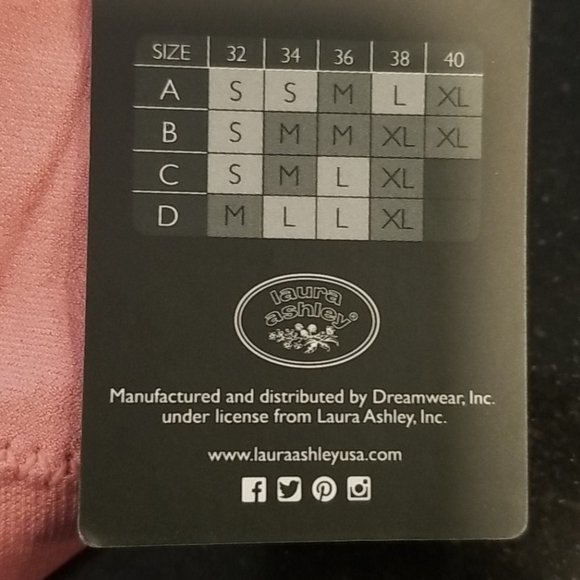 SIZE 32 34 36 38 40
A S S M L XL
B S M M XL XL
C S M L XL
D M L L XL
laura
ashley®
Manufactured and distributed by Dreamwear, Inc.
under license from Laura Ashley, Inc.
www.lauraashleyusa.com